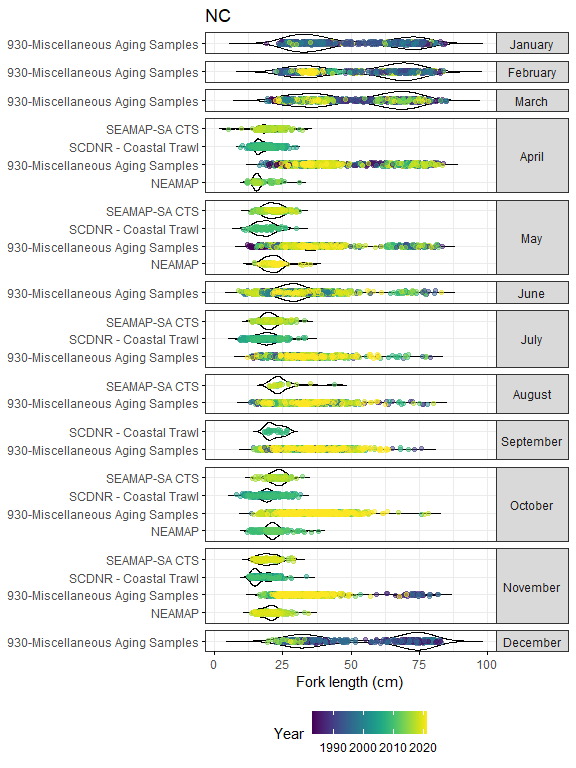 NC
930-Miscellaneous Aging Samples January
930-Miscellaneous Aging Samples February
930-Miscellaneous Aging Samples March
SEAMAP-SA CTS
SCDNR - Coastal Trawl
930-Miscellaneous Aging Samples
NEAMAP
April
SEAMAP-SA CTS
SCDNR - Coastal Trawl
930-Miscellaneous Aging Samples
NEAMAP
May
930-Miscellaneous Aging Samples June
SEAMAP-SA CTS
SCDNR - Coastal Trawl
930-Miscellaneous Aging Samples
July
SEAMAP-SA CTS
930-Miscellaneous Aging Samples
August
SCDNR - Coastal Trawl
930-Miscellaneous Aging Samples
September
SEAMAP-SA CTS
SCDNR - Coastal Trawl
930-Miscellaneous Aging Samples
NEAMAP
October
SEAMAP-SA CTS
SCDNR - Coastal Trawl
930-Miscellaneous Aging Samples
NEAMAP
November
930-Miscellaneous Aging Samples December
0 25 50 75 100
Fork length (cm)
Year
1990 2000 2010 2020